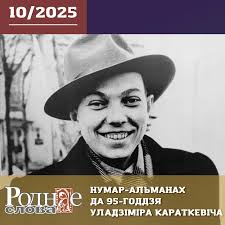 10/2025
Роднае
слова
НУМАР-АЛЬМАНАХ
ДА 95-ГОДДЗЯ
УЛАДЗІМІРА КАРАТКЕВІЧА